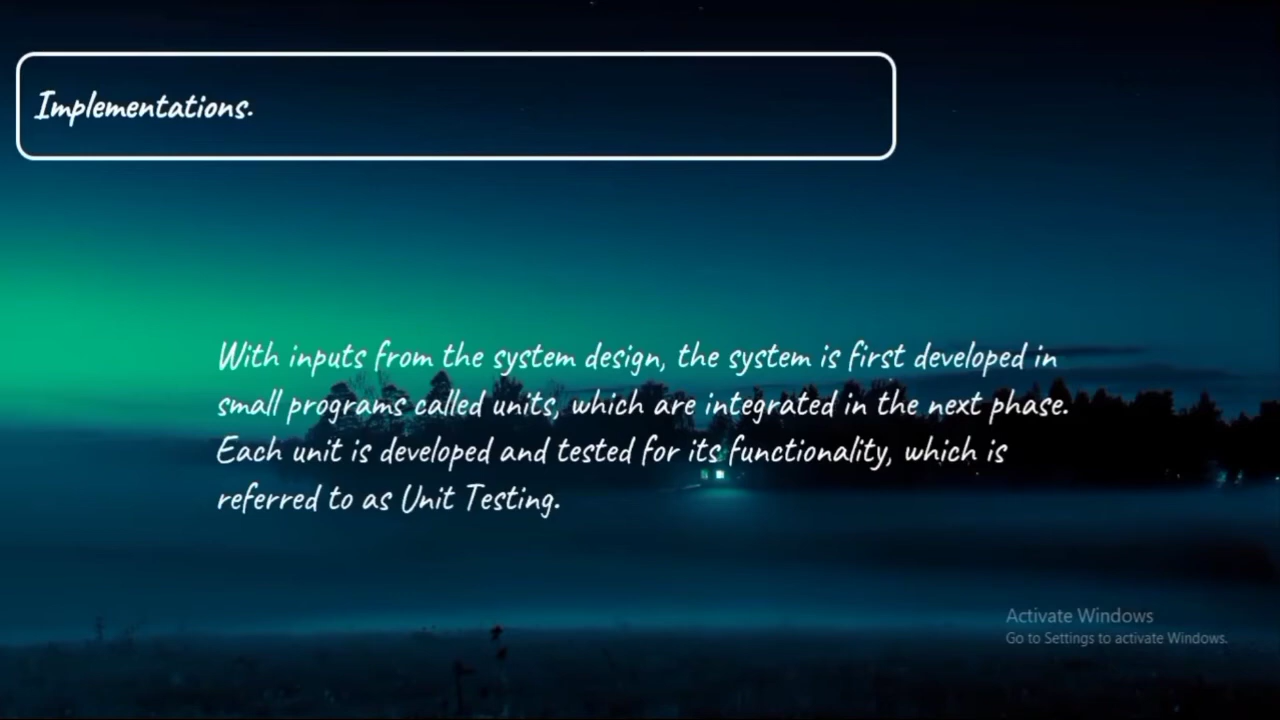 Implementations.
With inputs from the system design, the system is first developed in
small programs called units, which are integrated in the next phase.
Each unit is developed and tested for its functionality, which is
referred to as Unit Testing.
Activate Windows
Go to Settings to activate Windows.